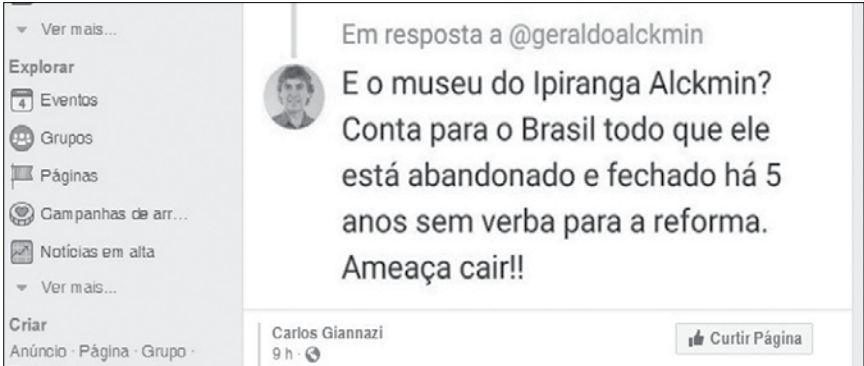 Ver mais...
Explorar
4 Eventos
Grupos
Páginas
Campanhas de arr...
Notícias em alta
Ver mais...
Criar
Anúncio · Página · Grupo ·
Em resposta a @geraldoalckmin
E o museu do Ipiranga Alckmin?
Conta para o Brasil todo que ele
está abandonado e fechado há 5
anos sem verba para a reforma.
Ameaça cair!!
Carlos Giannazi
9 h ·
Curtir Página